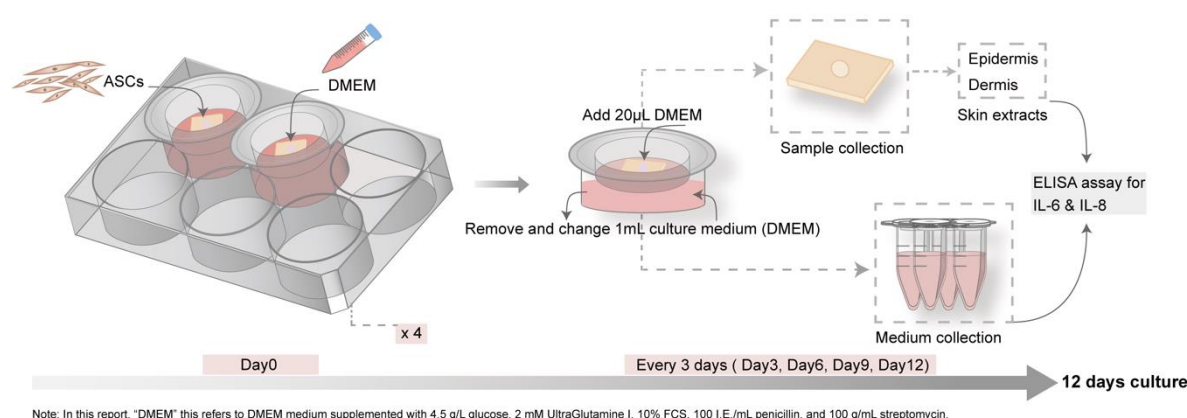 ASCs
DMEM
x 4
Day0
Add 20µL DMEM
Remove and change 1mL culture medium (DMEM)
Sample collection
Epidermis
Dermis
Skin extracts
ELISA assay for
IL-6 & IL-8
Medium collection
Every 3 days ( Day3, Day6, Day9, Day12)
12 days culture
Note: In this report, “DMEM” this refers to DMEM medium supplemented with 4.5 g/L glucose, 2 mM UltraGlutamine I, 10% FCS, 100 I.E./mL penicillin, and 100 g/mL streptomycin.